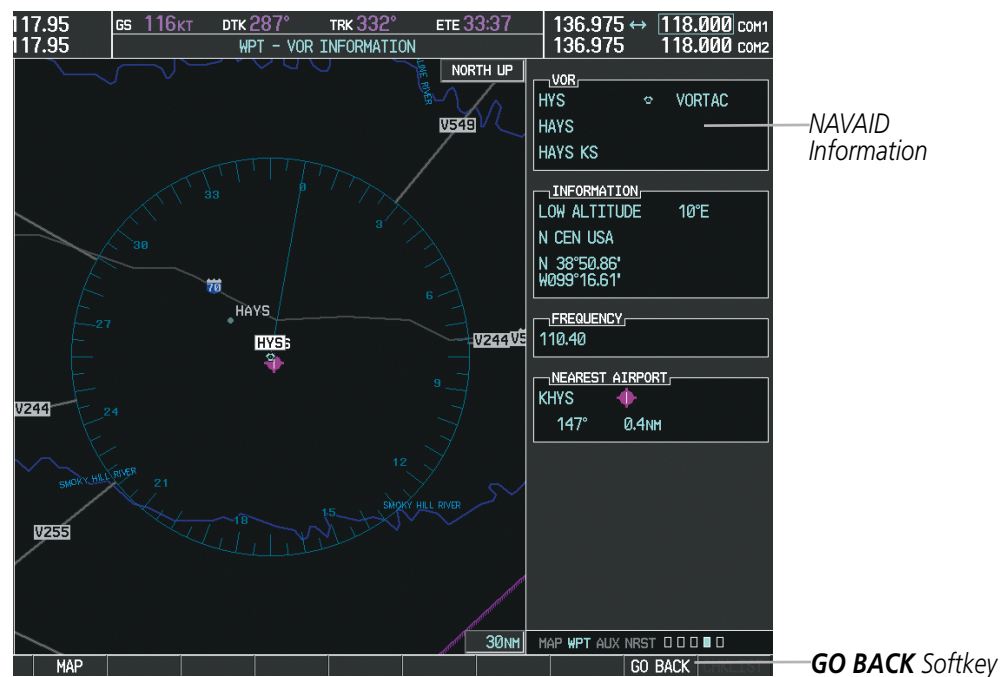 117.95
117.95
GS 116KT DTK 287° TRK 332° ETE 33:37
WPT - VOR INFORMATION
136.975 ↔ 118.000 COM1
136.975 118.000 COM2
NORTH UP
V549
33
0
3
30
6
70
HAYS
27
HYS
V244
9
V244
24
12
SMOKY HILL RIVER
21
15
SMOKY HILL RIVER
18
V255
30NM
VOR
HYS VORTAC
HAYS
HAYS KS
INFORMATION
LOW ALTITUDE 10°E
N CEN USA
N 38°50.86'
W099°16.61'
FREQUENCY
110.40
NEAREST AIRPORT
KHYS
147° 0.4NM
MAP WPT AUX NRST
MAP
GO BACK
NAVAID
Information
GO BACK Softkey